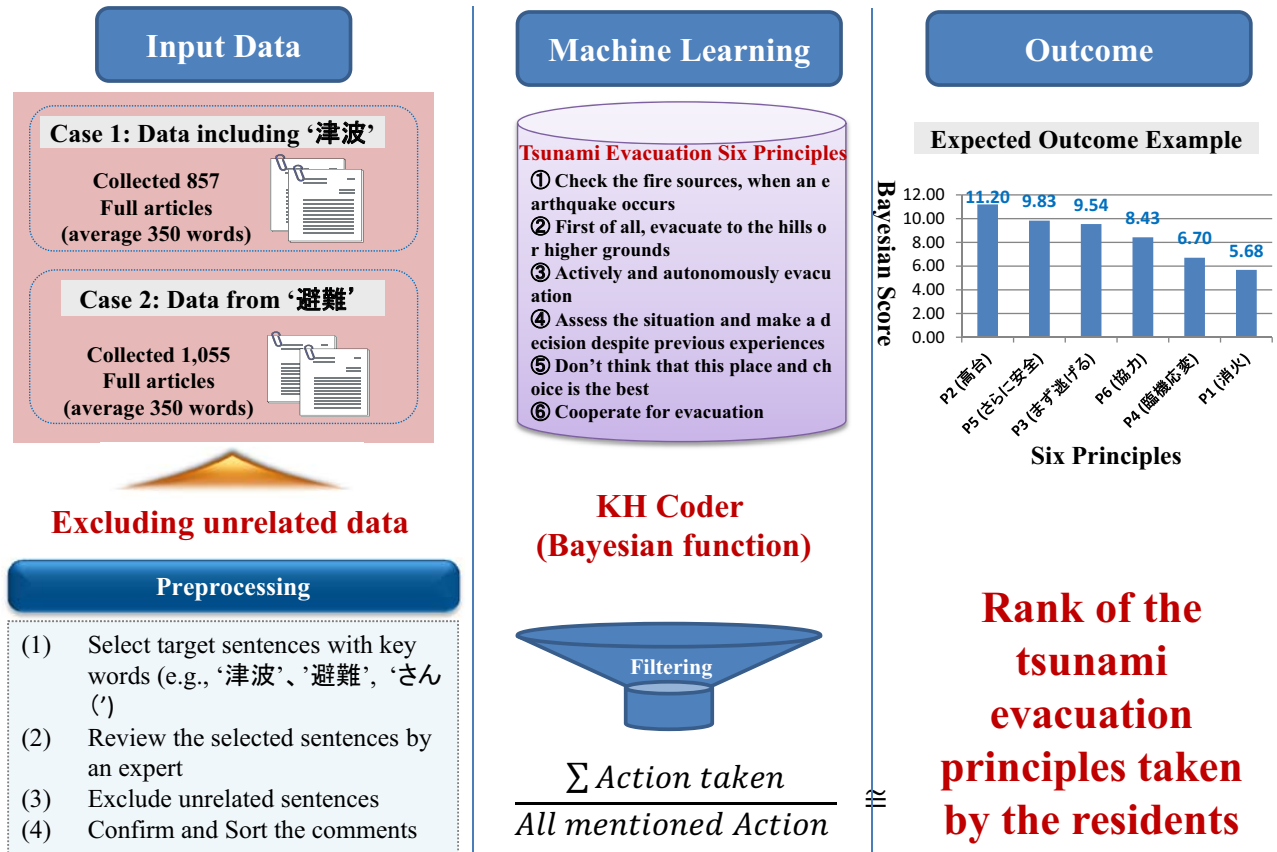 Input Data
Case 1: Data including ‘津波’
Collected 857
Full articles
(average 350 words)
Case 2: Data from ‘避難’
Collected 1,055
Full articles
(average 350 words)
Excluding unrelated data
Preprocessing
(1) Select target sentences with key
words (e.g., ‘津波’、’避難’, ‘さん
(’)
(2) Review the selected sentences by
an expert
(3) Exclude unrelated sentences
(4) Confirm and Sort the comments
Machine Learning
Tsunami Evacuation Six Principles
① Check the fire sources, when an e
arthquake occurs
② First of all, evacuate to the hills o
r higher grounds
③ Actively and autonomously evacu
ation
④ Assess the situation and make a d
ecision despite previous experiences
⑤ Don’t think that this place and ch
oice is the best
⑥ Cooperate for evacuation
KH Coder
(Bayesian function)
Filtering
∑ Action taken
All mentioned Action
≅
Outcome
Expected Outcome Example
Bayesian Score
12.00
10.00
8.00
6.00
4.00
2.00
0.00
11.20
9.83
9.54
8.43
6.70
5.68
P2 (高台)
P5 (さらに安全)
P3 (まず逃げる)
P6 (協力)
P4 (臨機応変)
P1 (消火)
Six Principles
Rank of the
tsunami
evacuation
principles taken
by the residents